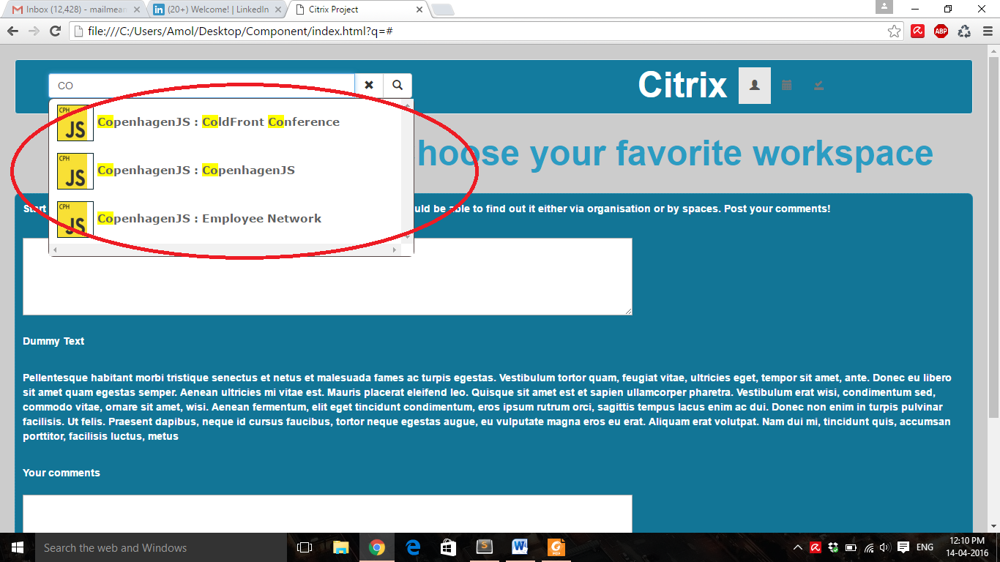 Inbox (12,428) - mailmean
(20+) Welcome! | LinkedIn
Citrix Project
file:///C:/Users/Amol/Desktop/Component/index.html?q=#
ABP
CO
Citrix
CPH
JS
CopenhagenJS : ColdFront Conference
hoose your favorite workspace
CPH
JS
CopenhagenJS : CopenhagenJS
Start
uld be able to find out it either via organisation or by spaces. Post your comments!
CPH
JS
CopenhagenJS : Employee Network
Dummy Text
Pellentesque habitant morbi tristique senectus et netus et malesuada fames ac turpis egestas. Vestibulum tortor quam, feugiat vitae, ultricies eget, tempor sit amet, ante. Donec eu libero
sit amet quam egestas semper. Aenean ultricies mi vitae est. Mauris placerat eleifend leo. Quisque sit amet est et sapien ullamcorper pharetra. Vestibulum erat wisi, condimentum sed,
commodo vitae, ornare sit amet, wisi. Aenean fermentum, elit eget tincidunt condimentum, eros ipsum rutrum orci, sagittis tempus lacus enim ac dui. Donec non enim in turpis pulvinar
facilisis. Ut felis. Praesent dapibus, neque id cursus faucibus, tortor neque egestas augue, eu vulputate magna eros eu erat. Aliquam erat volutpat. Nam dui mi, tincidunt quis, accumsan
porttitor, facilisis luctus, metus
Your comments
Search the web and Windows
PDF
ENG
12:10 PM
14-04-2016